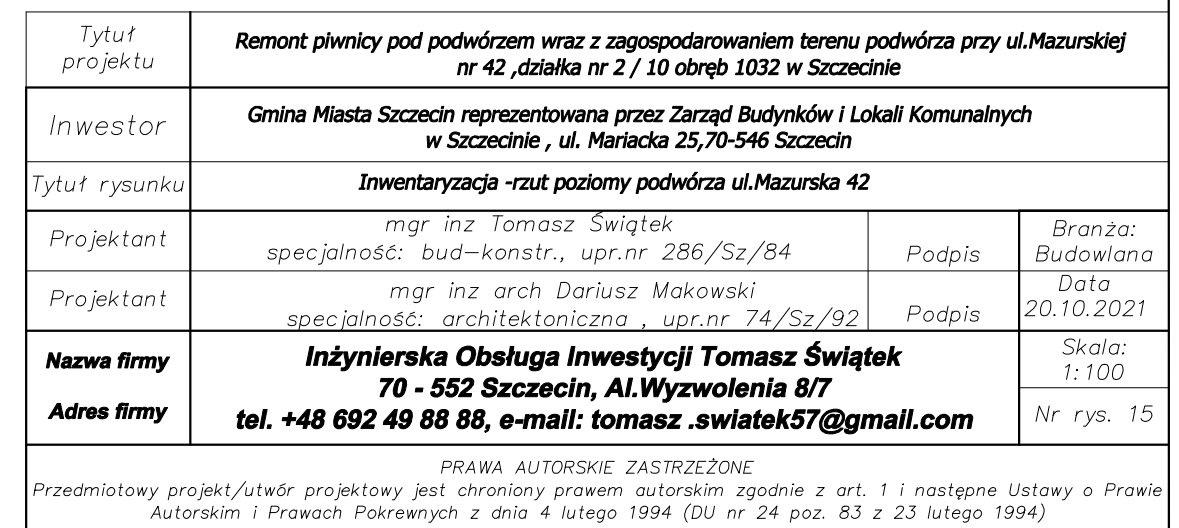 Tytuł
projektu
Remont piwnicy pod podwórzem wraz z zagospodarowaniem terenu podwórza przy ul.Mazurskiej
nr 42 ,działka nr 2 / 10 obręb 1032 w Szczecinie
Inwestor
Gmina Miasta Szczecin reprezentowana przez Zarząd Budynków i Lokali Komunalnych
w Szczecinie , ul. Mariacka 25,70-546 Szczecin
Tytuł rysunku
Inwentaryzacja -rzut poziomy podwórza ul.Mazurska 42
Projektant
mgr inz Tomasz Świątek
specjalność: bud-konstr., upr.nr 286/Sz/84
Podpis
Branża:
Budowlana
Projektant
mgr inz arch Dariusz Makowski
specjalność: architektoniczna , upr.nr 74/Sz/92
Podpis
Data
20.10.2021
Nazwa firmy
Adres firmy
Inżynierska Obsługa Inwestycji Tomasz Świątek
70 - 552 Szczecin, Al.Wyzwolenia 8/7
tel. +48 692 49 88 88, e-mail: tomasz .swiatek57@gmail.com
Skala:
1:100
Nr rys. 15
PRAWA AUTORSKIE ZASTRZEŻONE
Przedmiotowy projekt/utwór projektowy jest chroniony prawem autorskim zgodnie z art. 1 i następne Ustawy o Prawie
Autorskim i Prawach Pokrewnych z dnia 4 lutego 1994 (DU nr 24 poz. 83 z 23 lutego 1994)